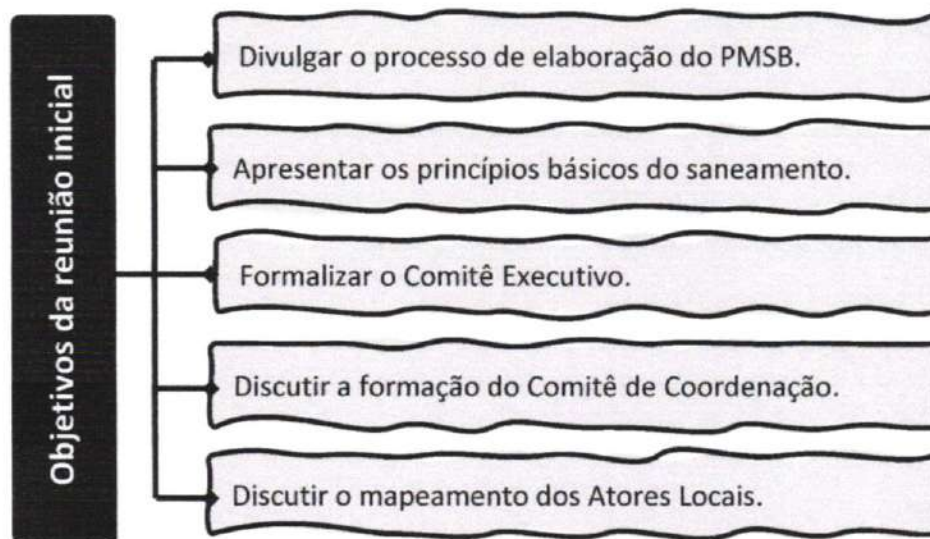 Objetivos da reunião inicial
Divulgar o processo de elaboração do PMSB.
Apresentar os princípios básicos do saneamento.
Formalizar o Comitê Executivo.
Discutir a formação do Comitê de Coordenação.
Discutir o mapeamento dos Atores Locais.